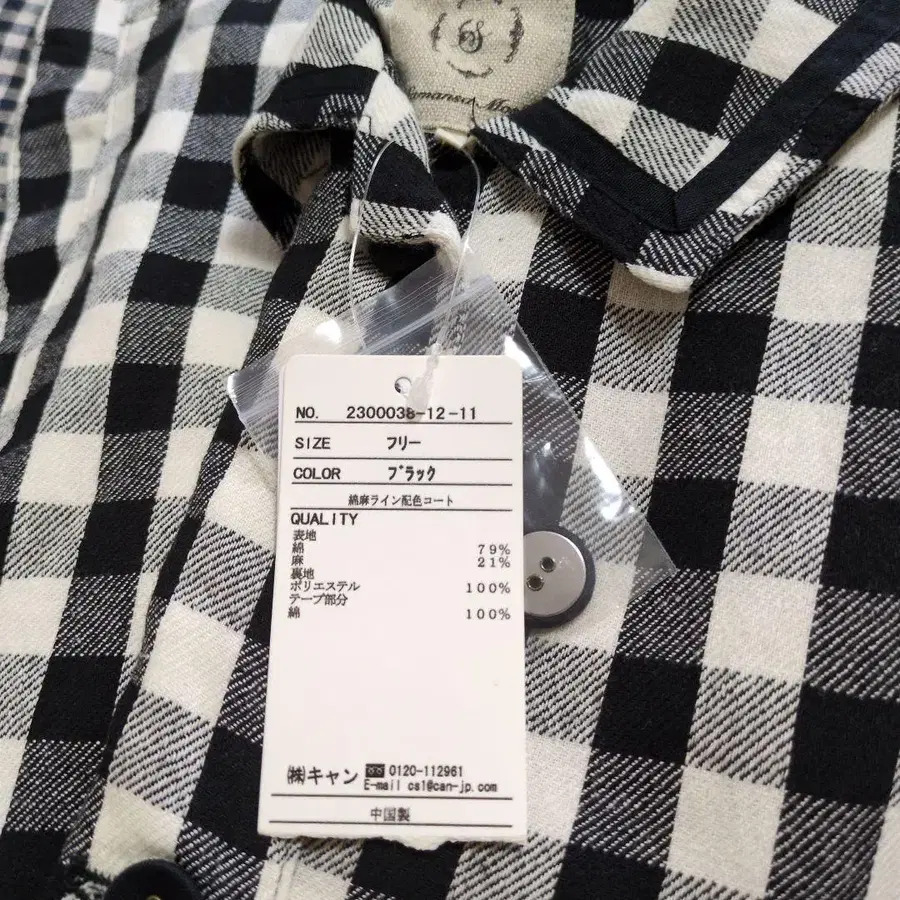 NO. 2300038-12-11
SIZE フリー
COLOR ブラック
綿麻ライン配色コート
QUALITY
表地
綿 79%
麻 21%
裏地
ポリエステル 100%
テープ部分
綿 100%
㈱キャン 0120-112961
E-mail cs1@can-jp.com
中国製